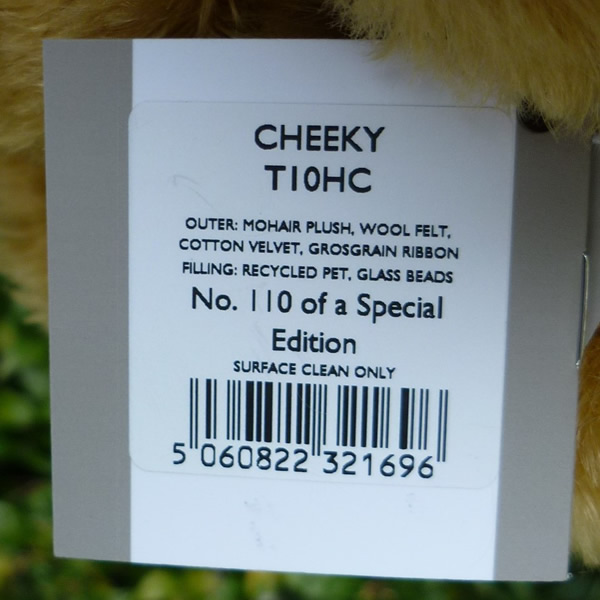 CHEEKY
T10HC
OUTER: MOHAIR PLUSH, WOOL FELT,
COTTON VELVET, GROSGRAIN RIBBON
FILLING: RECYCLED PET, GLASS BEADS
No. 110 of a Special
Edition
SURFACE CLEAN ONLY
5 060822 321696